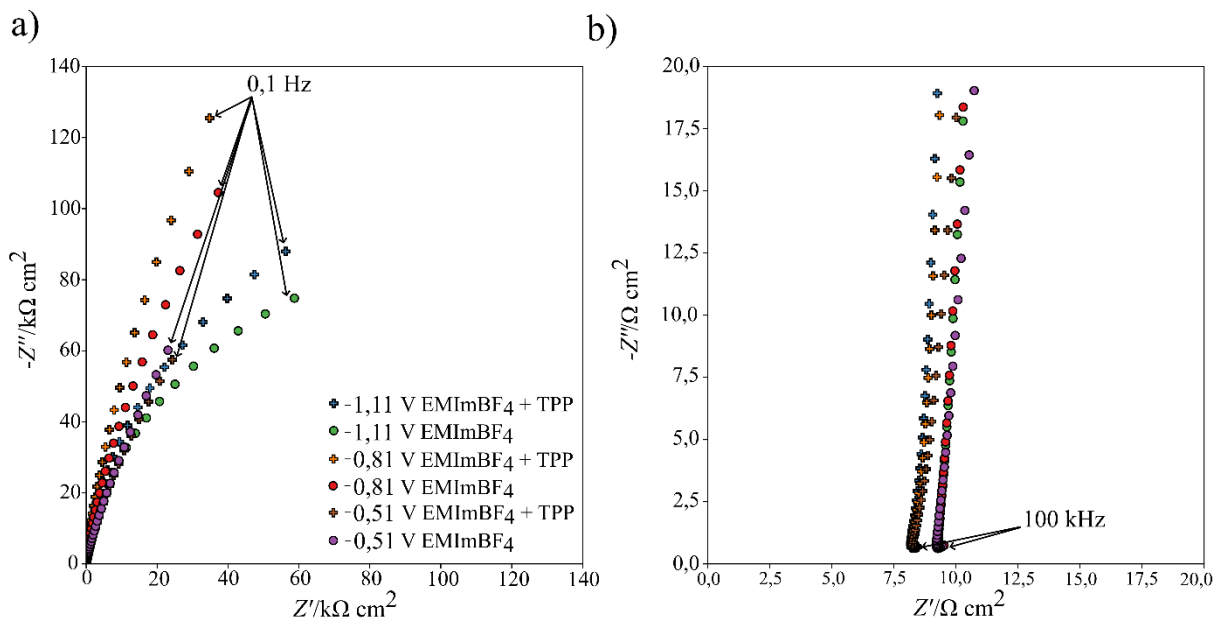 a)
140
120
100
80
60
40
20
0
0
20
40
60
80
100
120
140
-Z''/kΩ cm²
Z'/kΩ cm²
0,1 Hz
-1,11 V EMImBF₄ + TPP
-1,11 V EMImBF₄
-0,81 V EMImBF₄ + TPP
-0,81 V EMImBF₄
-0,51 V EMImBF₄ + TPP
-0,51 V EMImBF₄
b)
20,0
17,5
15,0
12,5
10,0
7,5
5,0
2,5
0,0
0,0
2,5
5,0
7,5
10,0
12,5
15,0
17,5
20,0
-Z''/Ω cm²
Z'/Ω cm²
100 kHz